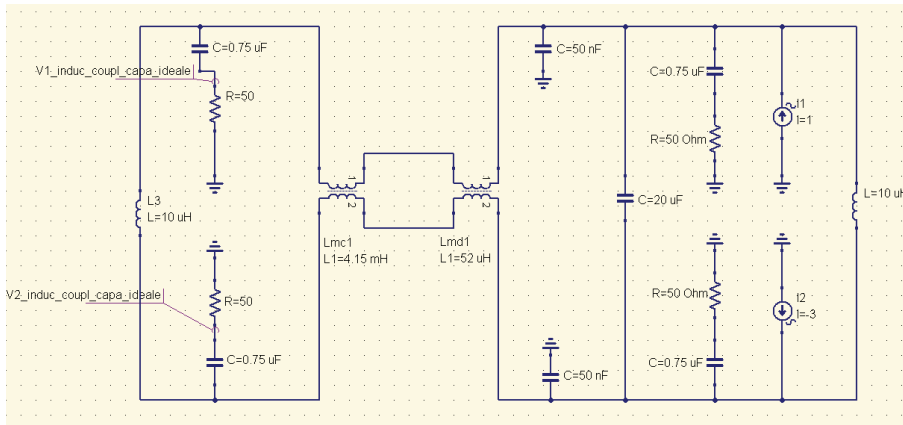 C=0.75 uF
V1_induc_coupl_capa_ideale
R=50
L3
L=10 uH
V2_induc_coupl_capa_ideale
R=50
C=0.75 uF
1
2
Lmc1
L1=4.15 mH
1
2
Lmd1
L1=52 uH
C=50 nF
C=50 nF
C=20 uF
C=0.75 uF
R=50 Ohm
R=50 Ohm
C=0.75 uF
I1
I=1
I2
I=-3
L=10 uH